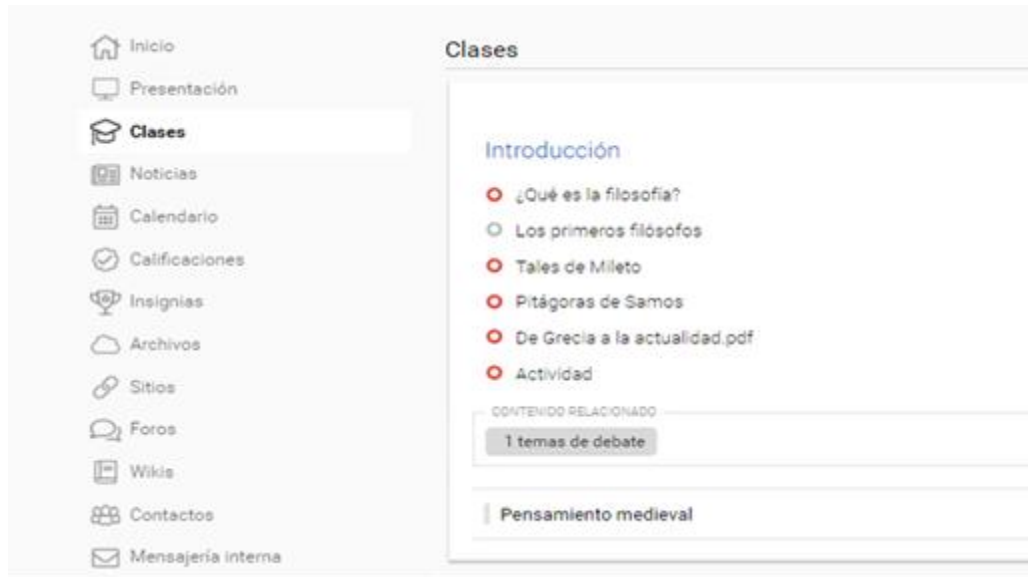 Inicio
Presentación
Clases
Noticias
Calendario
Calificaciones
Insignias
Archivos
Sitios
Foros
Wikis
Contactos
Mensajería interna
Clases
Introducción
¿Qué es la filosofía?
Los primeros filósofos
Tales de Mileto
Pitágoras de Samos
De Grecia a la actualidad.pdf
Actividad
CONTENIDO RELACIONADO
1 temas de debate
Pensamiento medieval